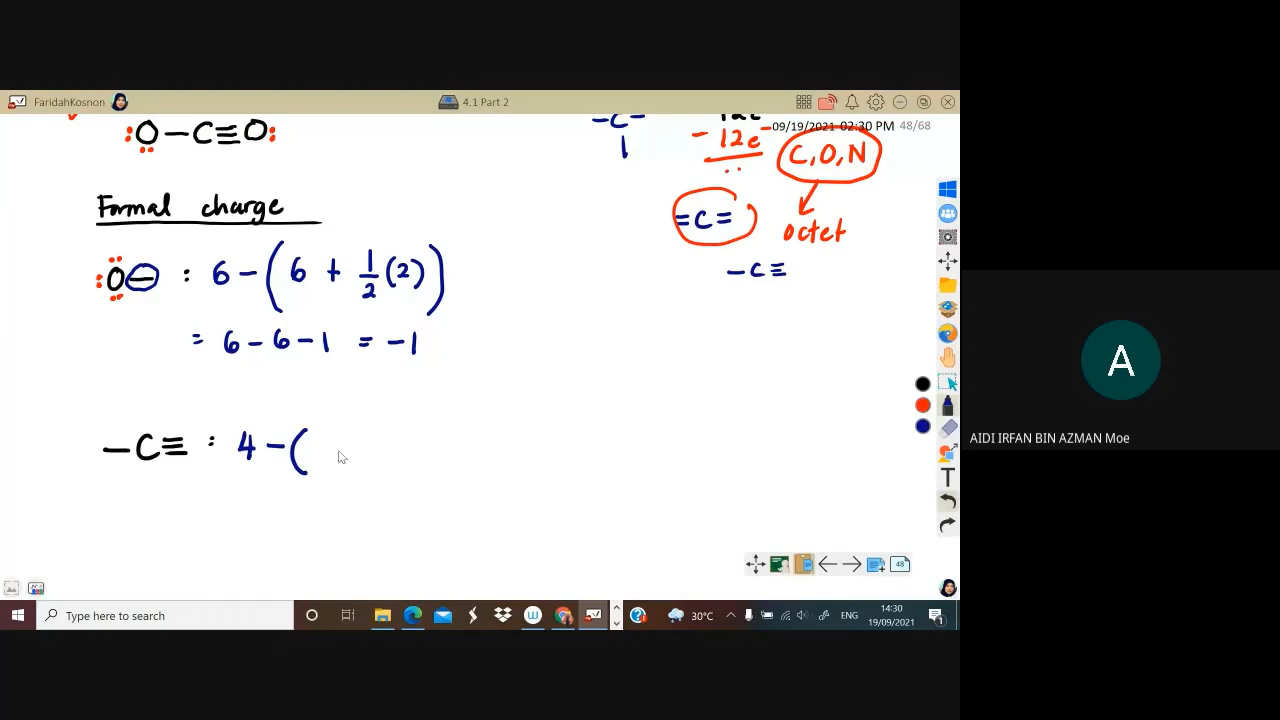 FaridahKosnon
4.1 Part 2
09/19/2021 02:30 PM 48/68
:O—C≡O:
—C—
- 12e-
C,O,N
Formal charge
=C=
octet
—C≡
:O— : 6 - ( 6 + 1/2 (2) )
= 6 - 6 - 1 = -1
—C≡ : 4 - (
AIDI IRFAN BIN AZMAN Moe
A
T
48
Type here to search
30°C
ENG
14:30
19/09/2021
1